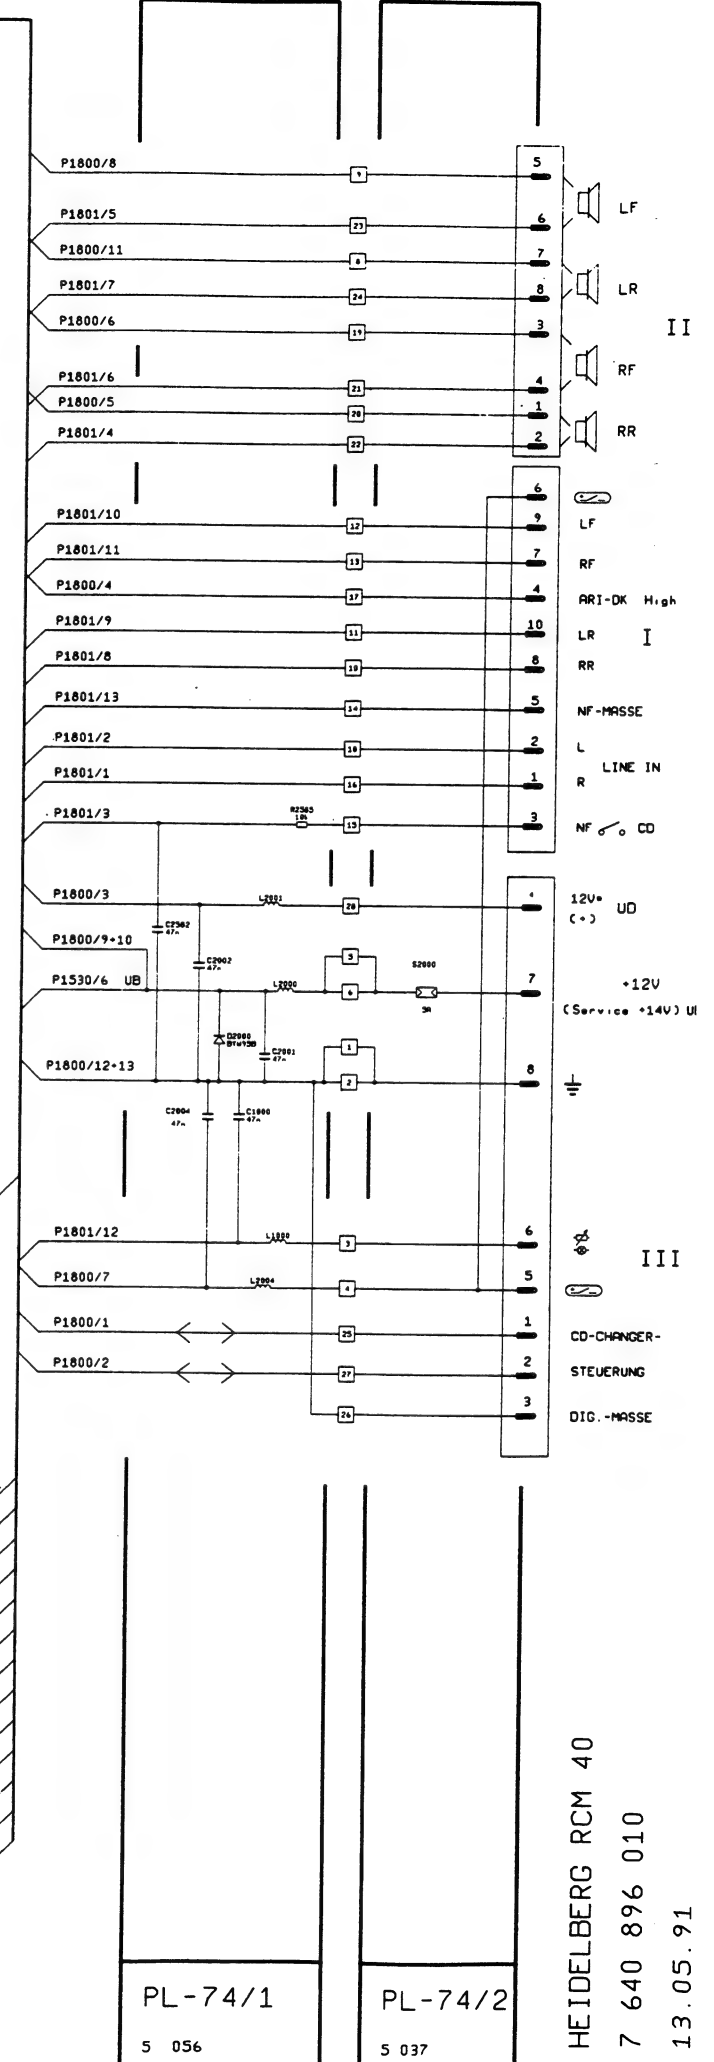 P1800/8 9 5
LF
P1801/5 23 6
P1800/11 8 7
P1801/7 24 8 LR
P1800/6 19 3
II
RF
P1801/6 21 4
P1800/5 20 1
P1801/4 22 2 RR
6
P1801/10 12 9 LF
P1801/11 13 7 RF
P1800/4 17 4 ARI-DK High
P1801/9 11 10 LR I
P1801/8 10 8 RR
P1801/13 14 5 NF-MASSE
P1801/2 18 2 L
LINE IN
P1801/1 16 1 R
R2565
10k
P1801/3 15 3 NF CD
P1800/3 L2001 28 4 12V
(+) UD
C2502
47n
P1800/9+10
C2002
47n
5 S2000
P1530/6 UB L2000 6 5A 7 +12V
(Service +14V) U
D2000
BYW95B
C2001
47n
1
P1800/12+13 2 8
C2004
47n
C1800
47n
P1801/12 L1800 3 6
III
P1800/7 L2004 4 5
P1800/1 25 1 CD-CHANGER-
P1800/2 27 2 STEUERUNG
26 3 DIG.-MASSE
HEIDELBERG RCM 40
7 640 896 010
13.05.91
PL-74/1
5 056
PL-74/2
5 037